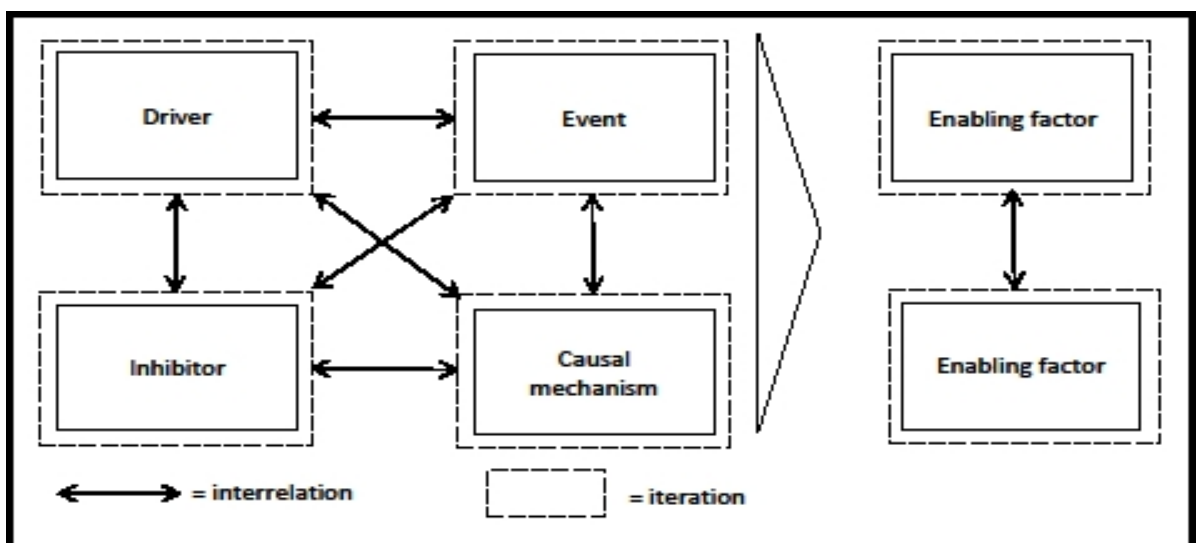 Driver
Event
Enabling factor
Inhibitor
Causal
mechanism
Enabling factor
= interrelation
= iteration